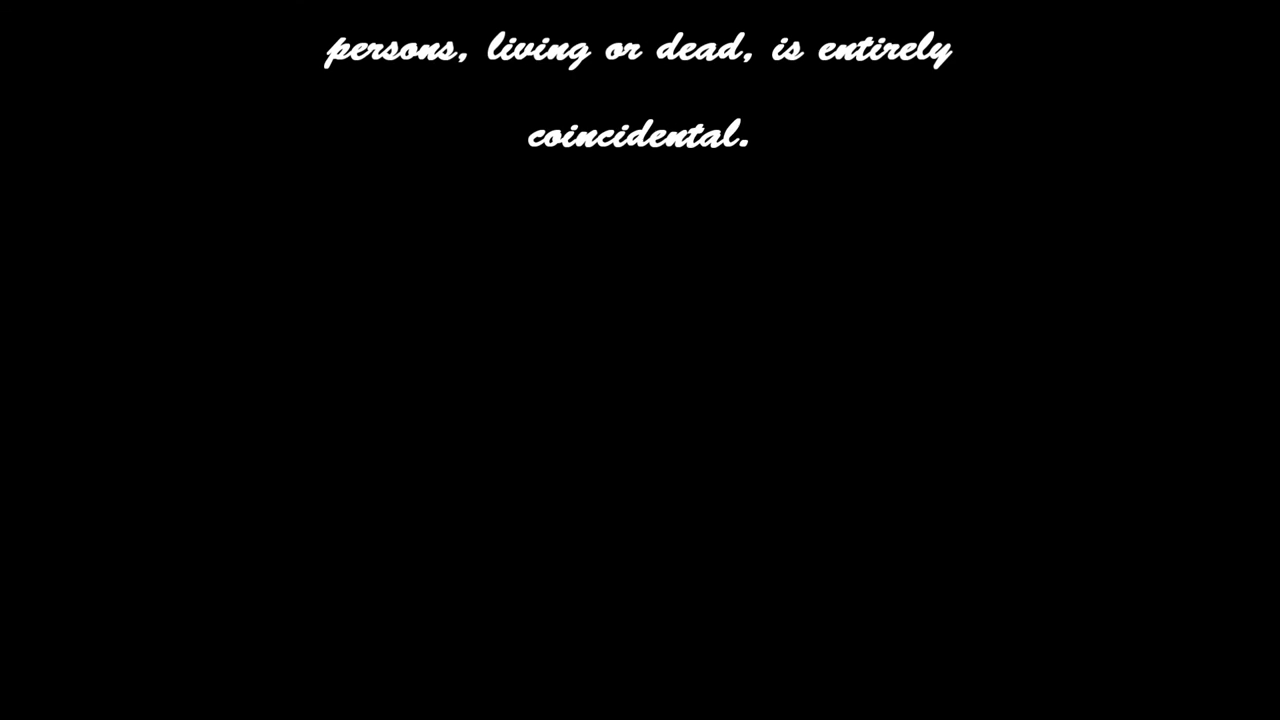 persons, living or dead, is entirely
coincidental.